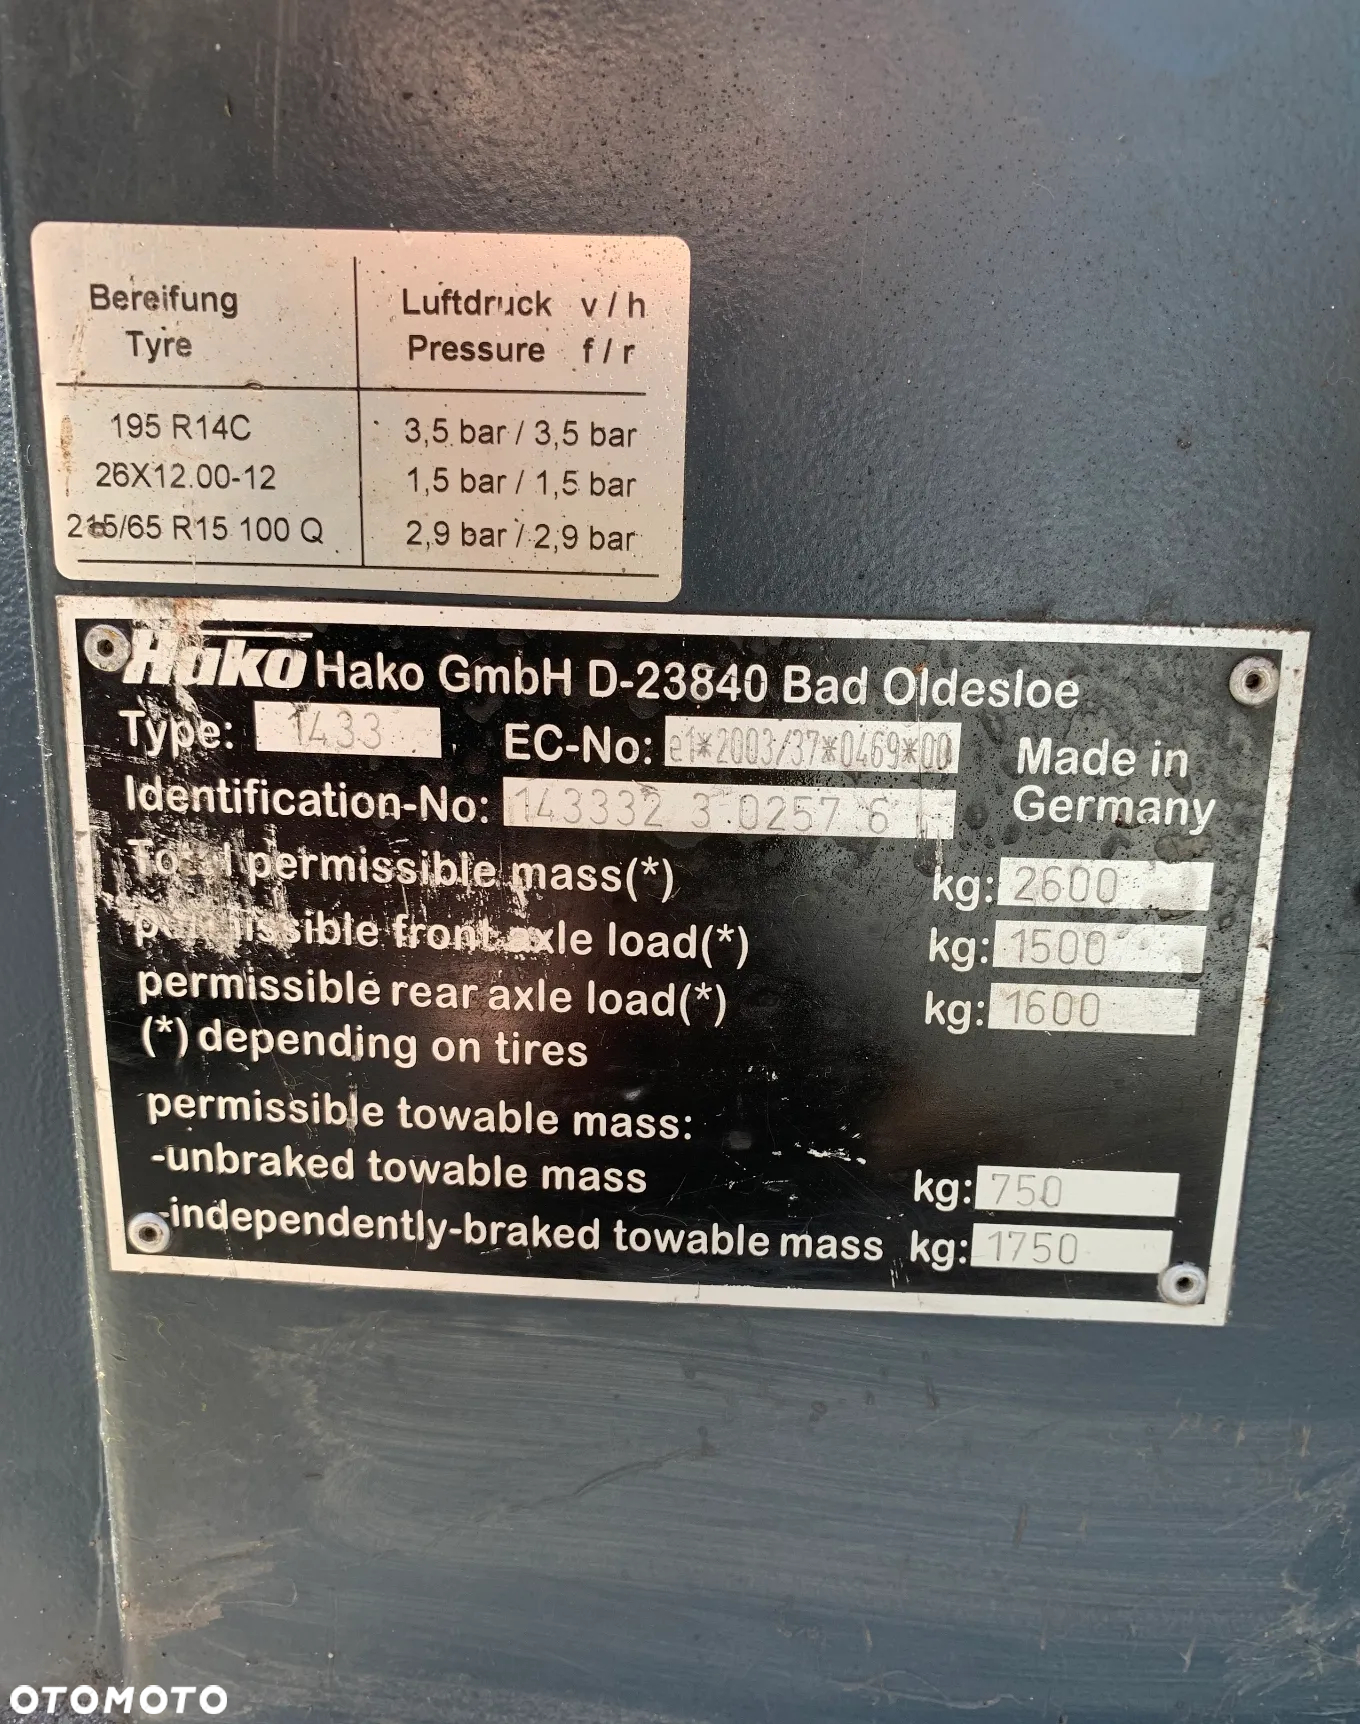 Bereifung Luftdruck v / h
Tyre Pressure f / r
195 R14C 3,5 bar / 3,5 bar
26X12.00-12 1,5 bar / 1,5 bar
215/65 R15 100 Q 2,9 bar / 2,9 bar
Hako Hako GmbH D-23840 Bad Oldesloe
Type: 1433 EC-No: e1*2003/37*0469*00 Made in
Identification-No: 143332 3 0257 6 Germany
Total permissible mass(*) kg: 2600
permissible front axle load(*) kg: 1500
permissible rear axle load(*) kg: 1600
(*) depending on tires
permissible towable mass:
-unbraked towable mass kg: 750
-independently-braked towable mass kg: 1750
OTOMOTO